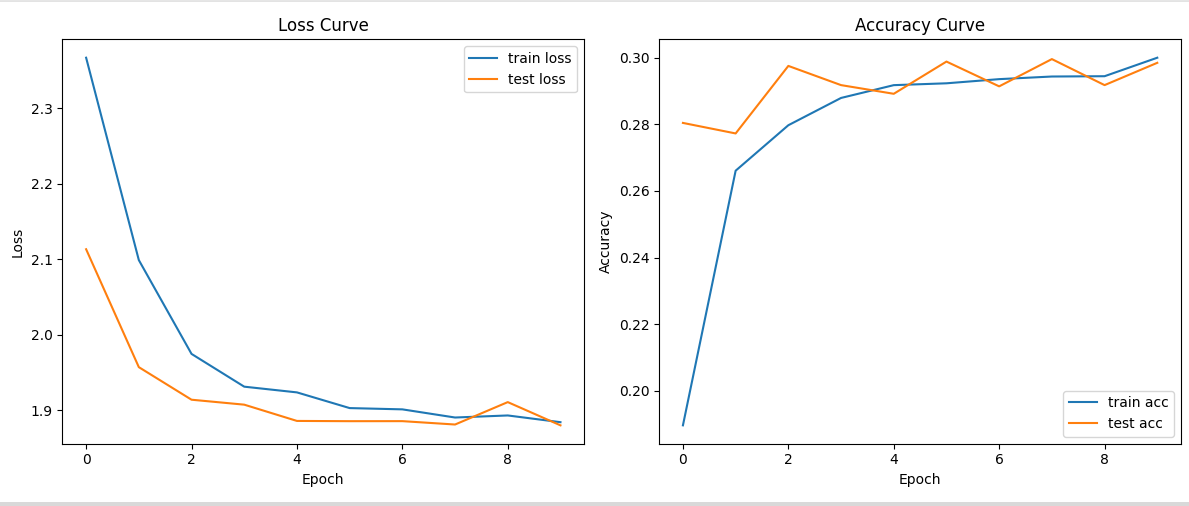 Loss Curve
train loss
test loss
2.3
2.2
2.1
2.0
1.9
Loss
0 2 4 6 8
Epoch
Accuracy Curve
0.30
0.28
0.26
0.24
0.22
0.20
Accuracy
train acc
test acc
0 2 4 6 8
Epoch